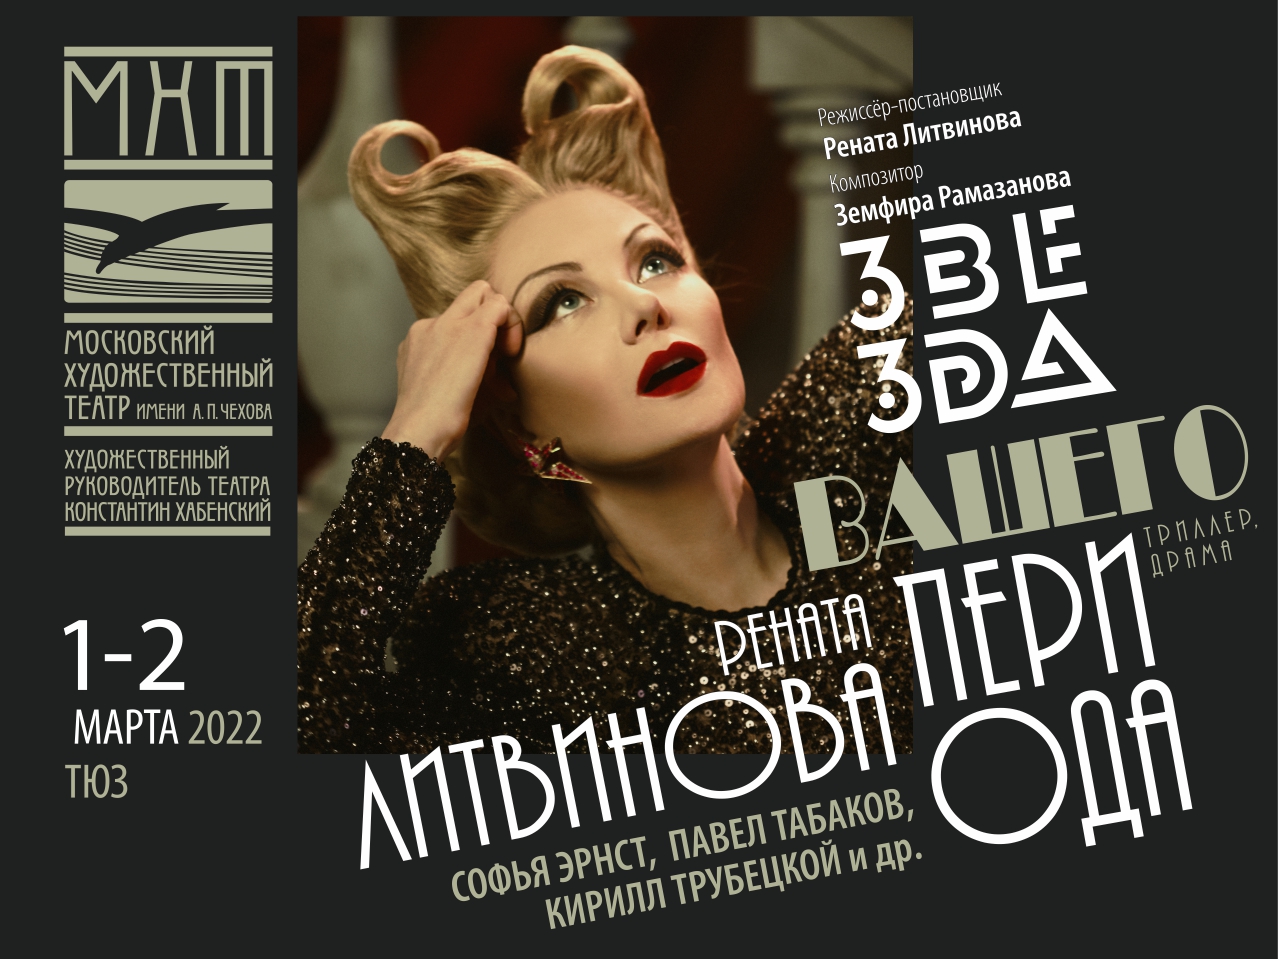 МХТ
МОСКОВСКИЙ
ХУДОЖЕСТВЕННЫЙ
ТЕАТР ИМЕНИ А.П.ЧЕХОВА
ХУДОЖЕСТВЕННЫЙ
РУКОВОДИТЕЛЬ ТЕАТРА
КОНСТАНТИН ХАБЕНСКИЙ
1-2
МАРТА 2022
ТЮЗ
Режиссёр-постановщик
Рената Литвинова
Композитор
Земфира Рамазанова
ЗВЕ
ЗДА
ВАШЕГО
ПЕРИ
ОДА
ТРИЛЛЕР,
ДРАМА
РЕНАТА
ЛИТВИНОВА
СОФЬЯ ЭРНСТ, ПАВЕЛ ТАБАКОВ,
КИРИЛЛ ТРУБЕЦКОЙ и др.